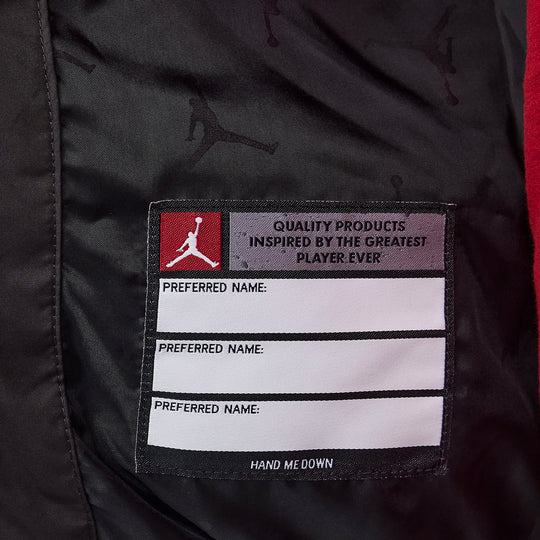 QUALITY PRODUCTS
INSPIRED BY THE GREATEST
PLAYER EVER
PREFERRED NAME:
PREFERRED NAME:
PREFERRED NAME:
HAND ME DOWN